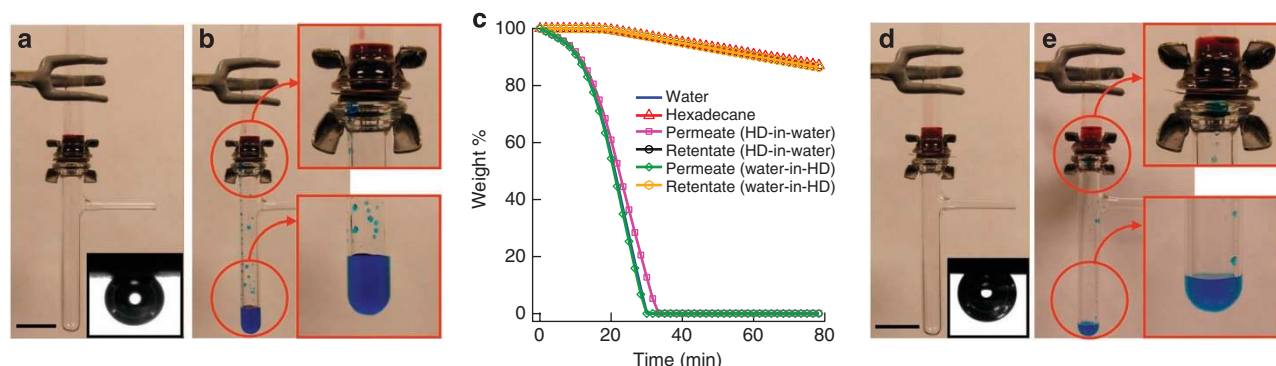 a
b
c
100
80
60
40
20
0
Weight %
Water
Hexadecane
Permeate (HD-in-water)
Retentate (HD-in-water)
Permeate (water-in-HD)
Retentate (water-in-HD)
0
20
40
60
80
Time (min)
d
e